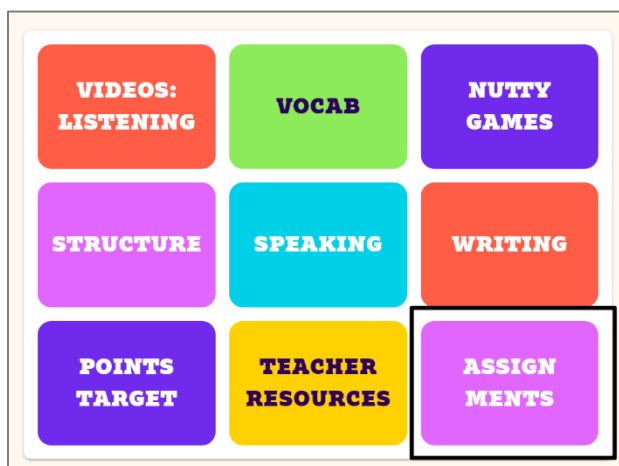 VIDEOS:
LISTENING
VOCAB
NUTTY
GAMES
STRUCTURE
SPEAKING
WRITING
POINTS
TARGET
TEACHER
RESOURCES
ASSIGN
MENTS